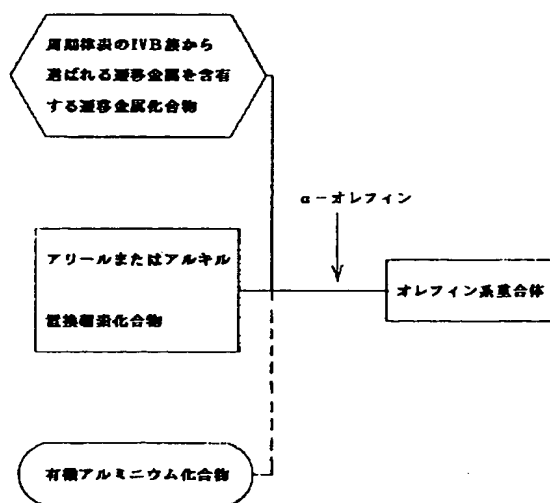 周期律表のIVB族から
選ばれる遷移金属を含有
する遷移金属化合物
α-オレフィン
アリールまたはアルキル
置換硼素化合物
オレフィン系重合体
有機アルミニウム化合物